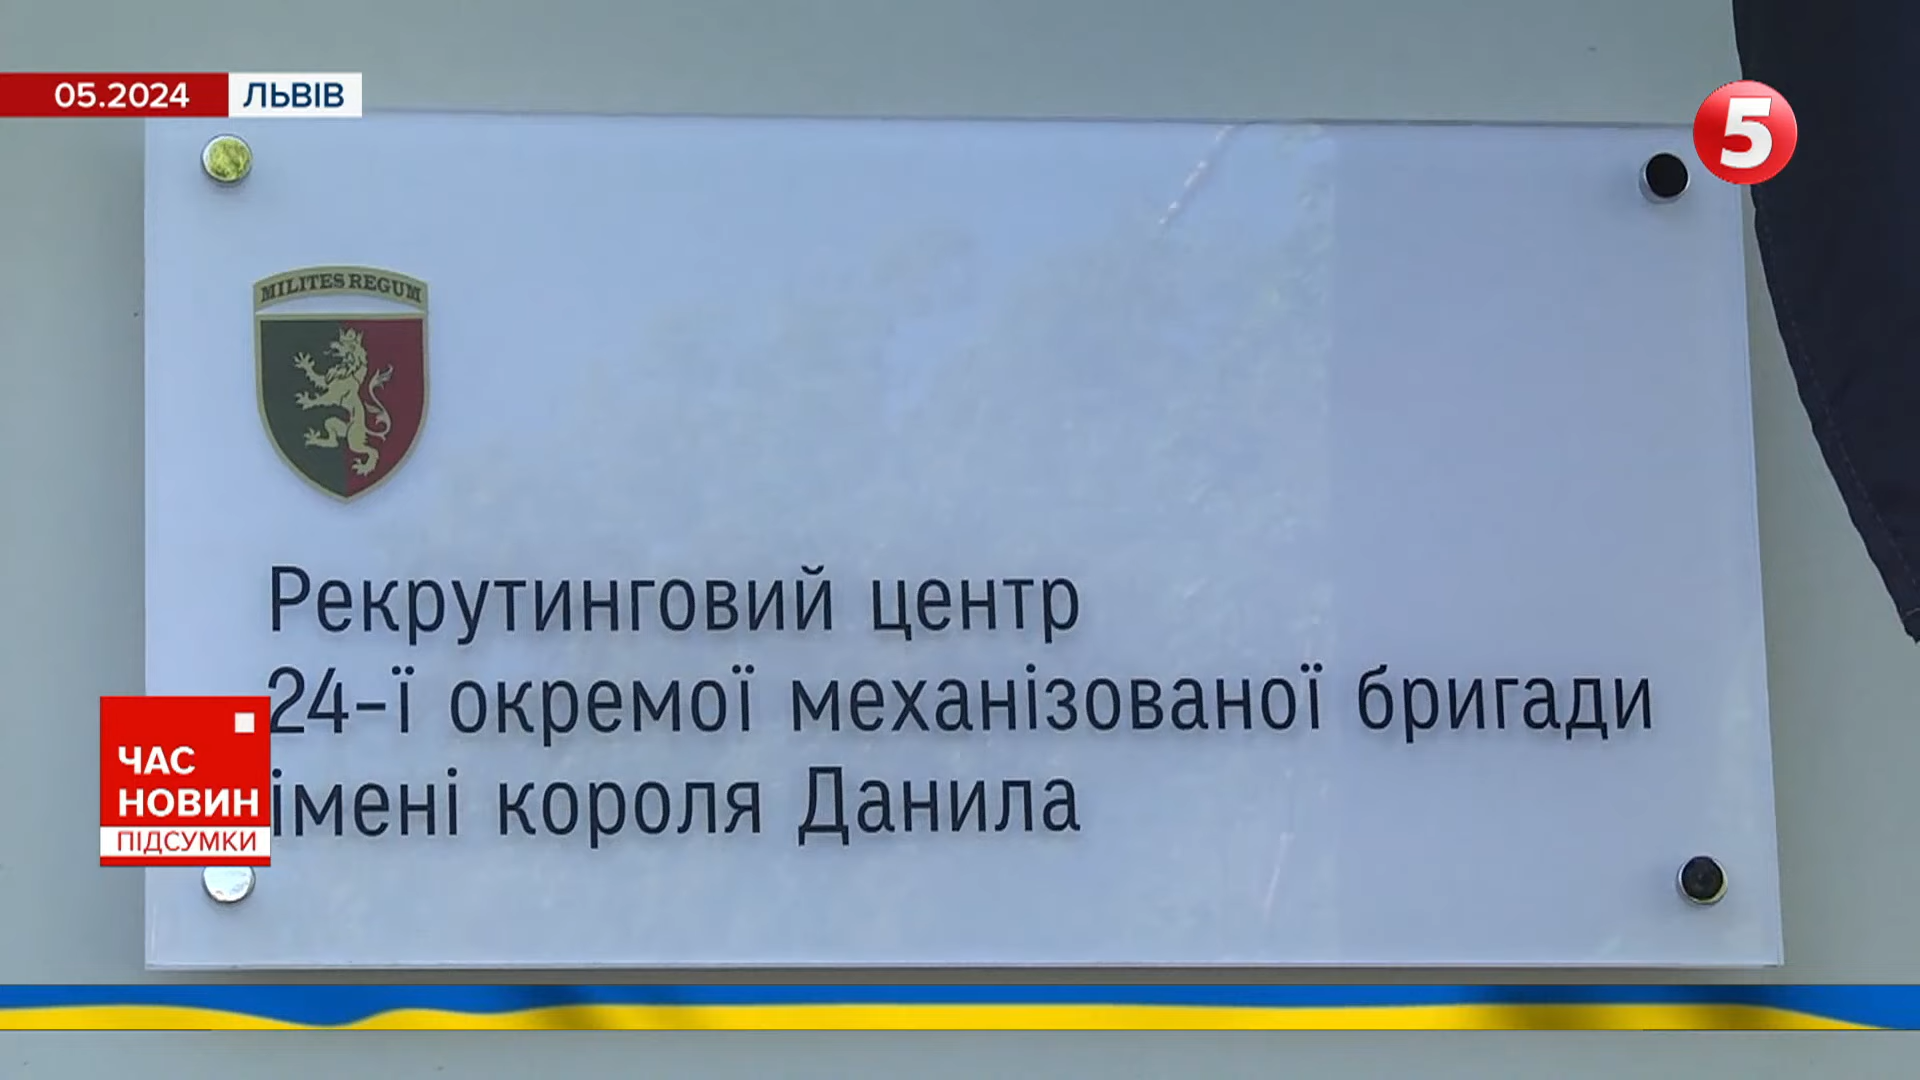 05.2024 ЛЬВІВ
5
MILITES REGUM
Рекрутинговий центр
24-ї окремої механізованої бригади
імені короля Данила
ЧАС
НОВИН
ПІДСУМКИ